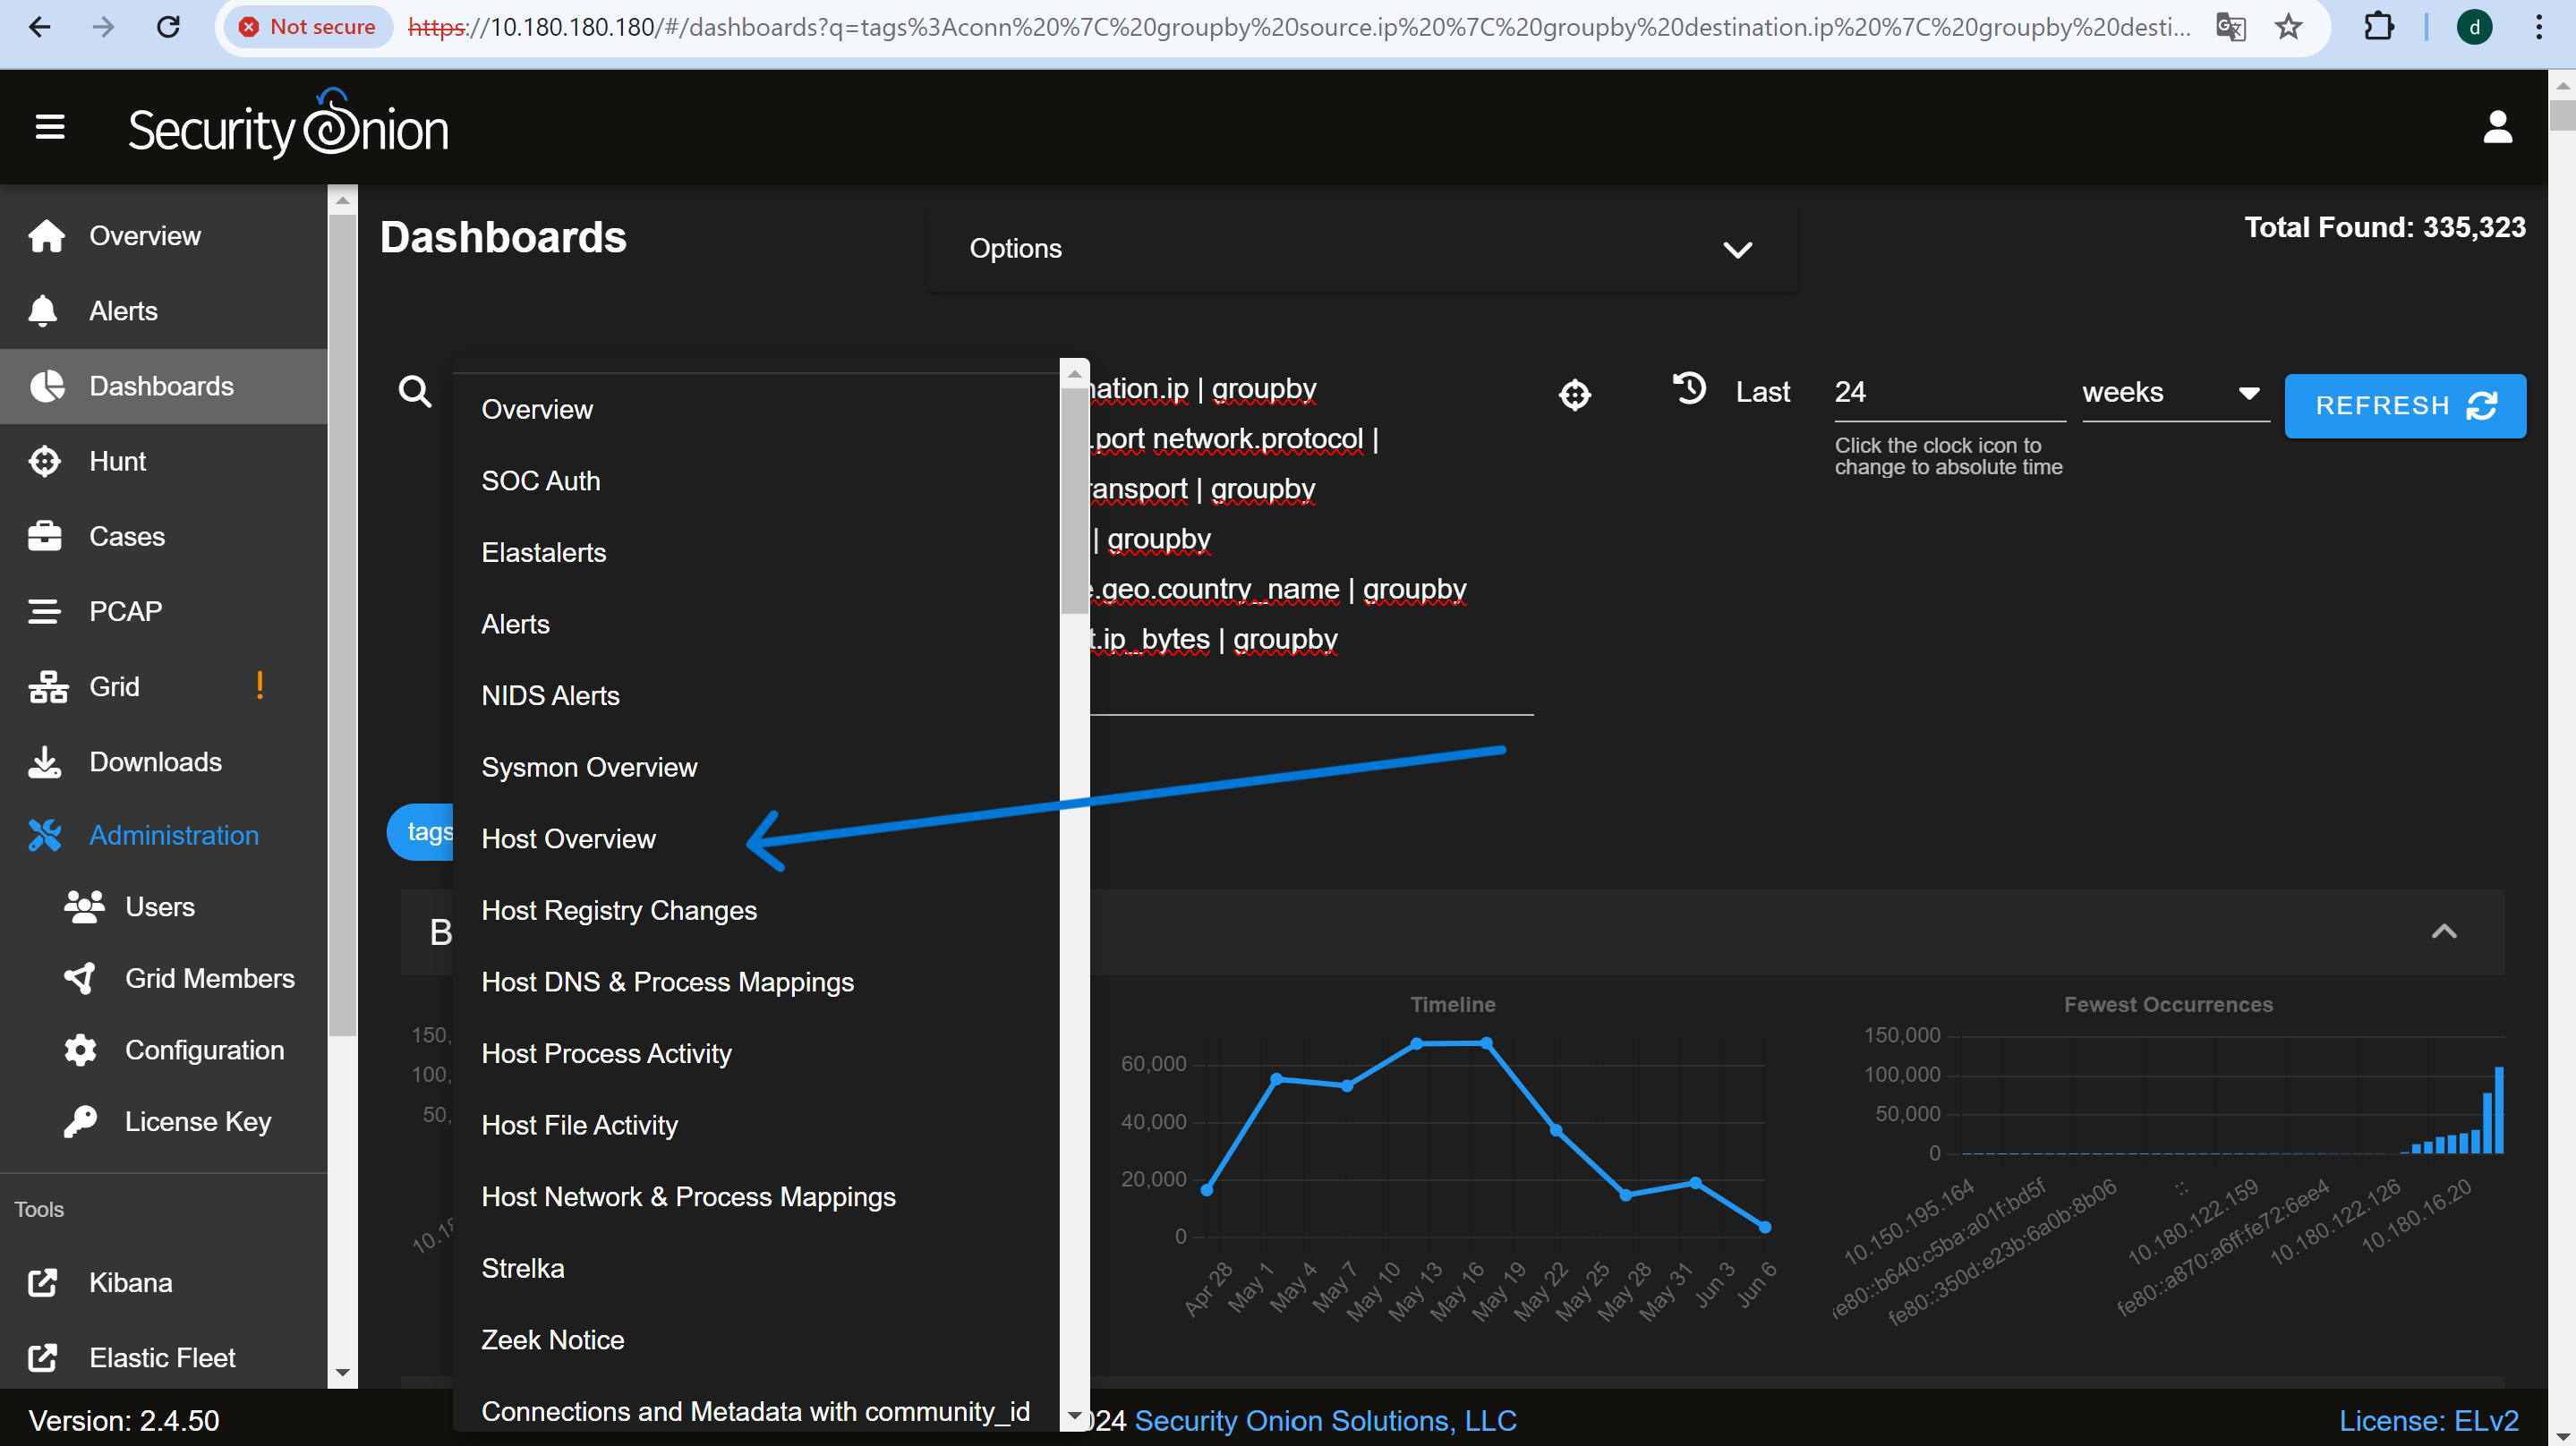 Not secure
https://10.180.180.180/#/dashboards?q=tags%3Aconn%20%7C%20groupby%20source.ip%20%7C%20groupby%20destination.ip%20%7C%20groupby%20desti...
d
Security Onion
Overview
Alerts
Dashboards
Hunt
Cases
PCAP
Grid
!
Downloads
Administration
Users
Grid Members
Configuration
License Key
Tools
Kibana
Elastic Fleet
Version: 2.4.50
Dashboards
Options
Total Found: 335,323
| groupby
.port network.protocol |
| groupby
| groupby
.geo.country_name | groupby
.ip_bytes | groupby
Last
24
weeks
REFRESH
Click the clock icon to
change to absolute time
Overview
SOC Auth
Elastalerts
Alerts
NIDS Alerts
Sysmon Overview
Host Overview
Host Registry Changes
Host DNS & Process Mappings
Host Process Activity
Host File Activity
Host Network & Process Mappings
Strelka
Zeek Notice
Connections and Metadata with community_id
tags
B
150,
100,
50,
10.18
Timeline
60,000
40,000
20,000
0
Apr 28
May 1
May 4
May 7
May 10
May 13
May 16
May 19
May 22
May 25
May 28
May 31
Jun 3
Jun 6
Fewest Occurrences
150,000
100,000
50,000
0
10.150.195.164
e80::b640:c5ba:a01f:bd5f
fe80::350d:e23b:6a0b:8b06
::
10.180.122.159
fe80::a870:a6ff:fe72:6ee4
10.180.122.126
10.180.16.20
024 Security Onion Solutions, LLC
License: ELv2